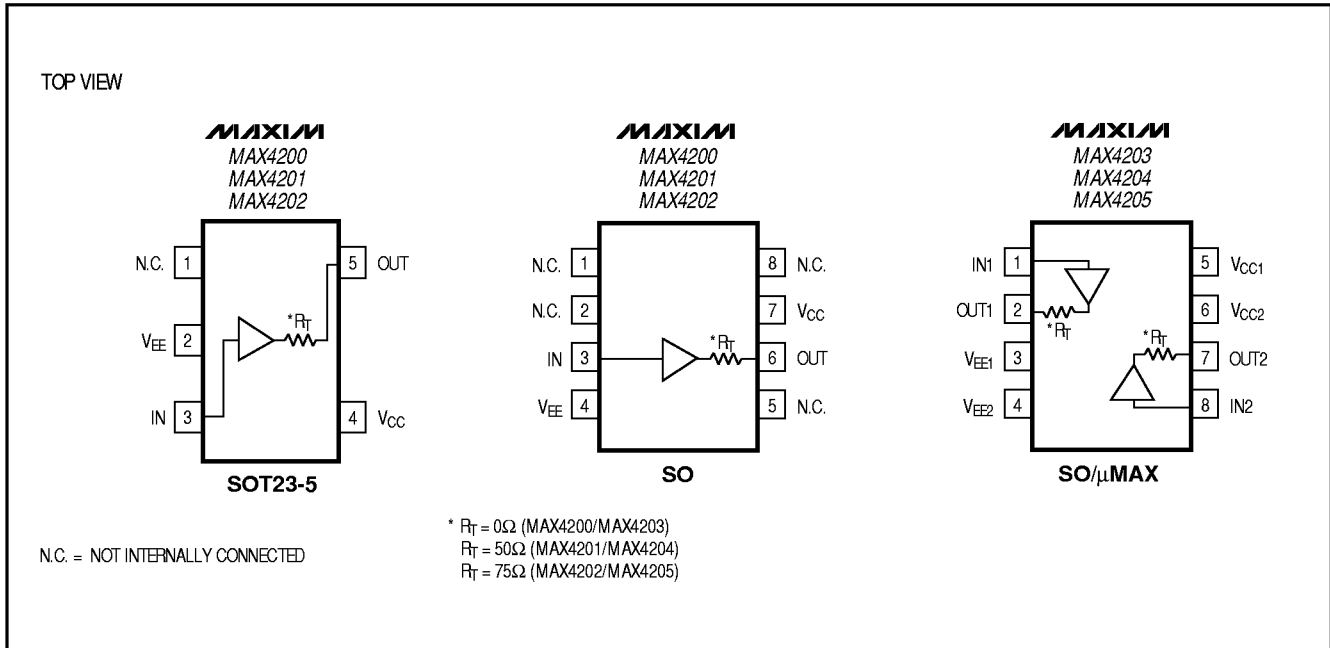 TOP VIEW
MAXIM
MAX4200
MAX4201
MAX4202
N.C. 1
5 OUT
*RT
VEE 2
IN 3
4 VCC
SOT23-5
MAXIM
MAX4200
MAX4201
MAX4202
N.C. 1
8 N.C.
N.C. 2
7 VCC
*RT
IN 3
6 OUT
VEE 4
5 N.C.
SO
MAXIM
MAX4203
MAX4204
MAX4205
IN1 1
5 VCC1
OUT1 2
6 VCC2
*RT
*RT
VEE1 3
7 OUT2
VEE2 4
8 IN2
SO/μMAX
N.C. = NOT INTERNALLY CONNECTED
* RT = 0Ω (MAX4200/MAX4203)
RT = 50Ω (MAX4201/MAX4204)
RT = 75Ω (MAX4202/MAX4205)